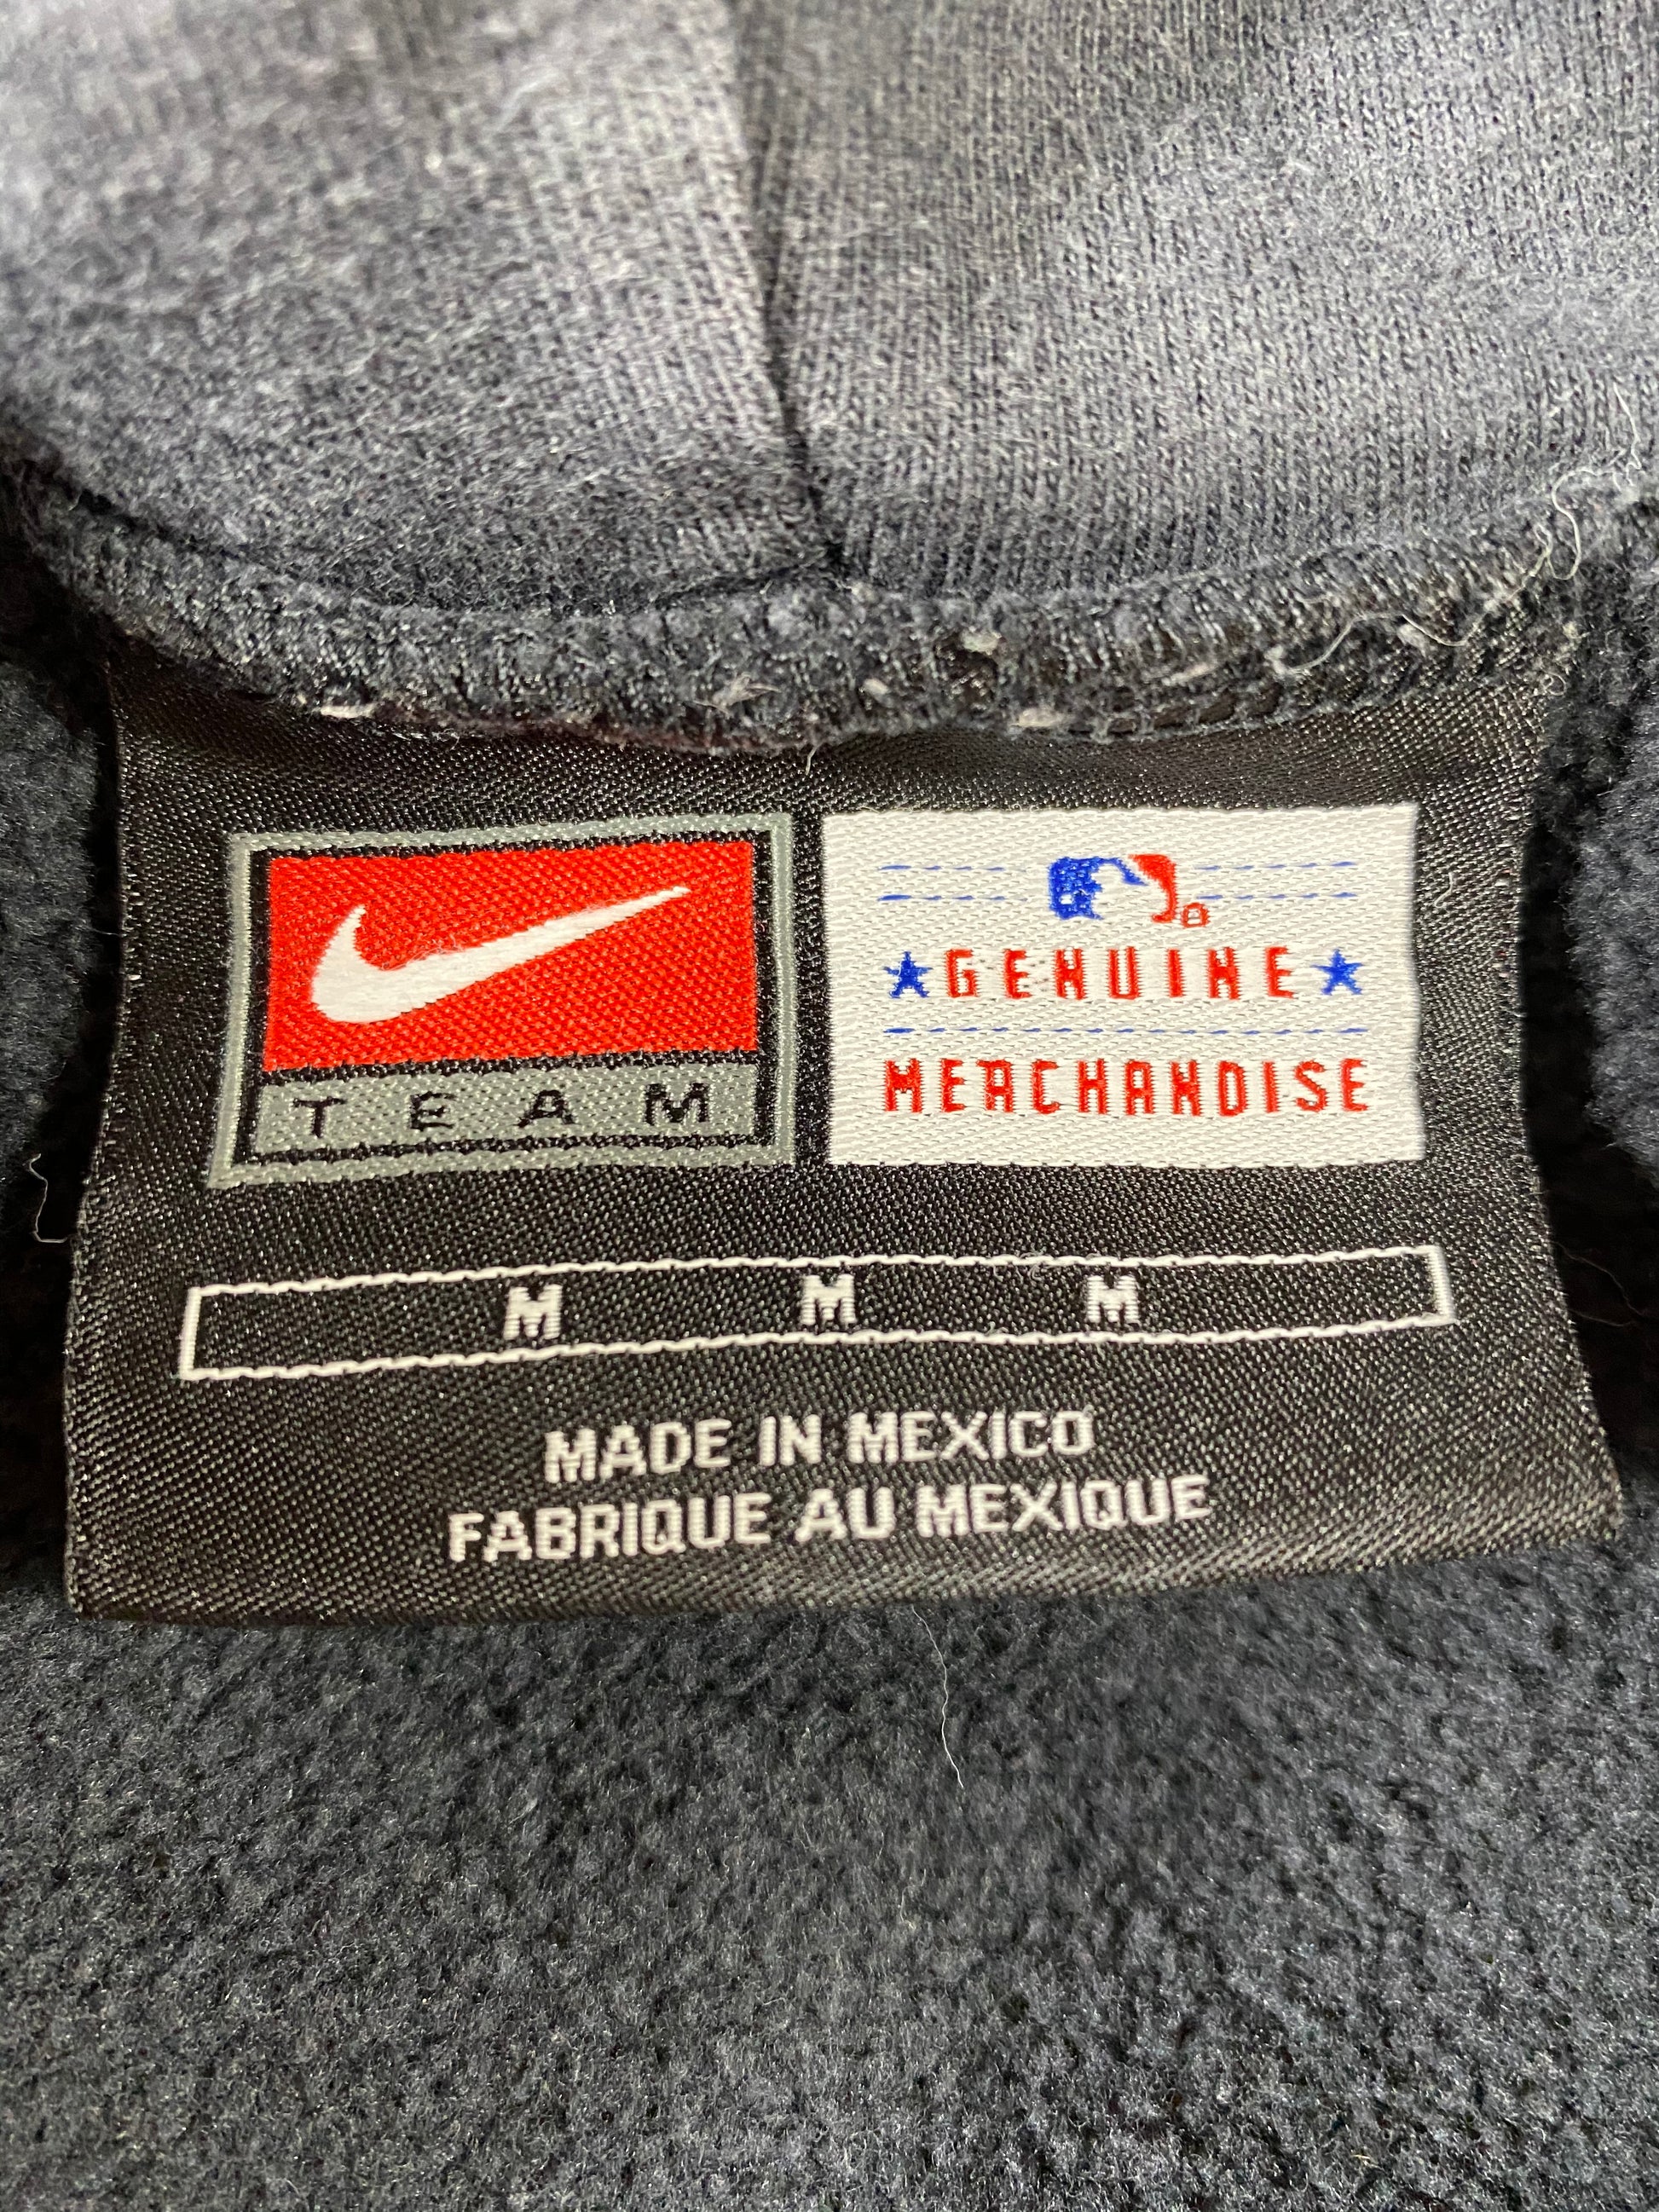 TEAM
GENUINE
MERCHANDISE
M M M
MADE IN MEXICO
FABRIQUE AU MEXIQUE